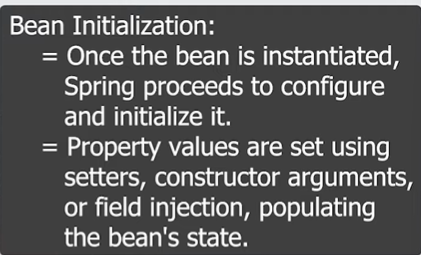 Bean Initialization:
= Once the bean is instantiated,
Spring proceeds to configure
and initialize it.
= Property values are set using
setters, constructor arguments,
or field injection, populating
the bean's state.